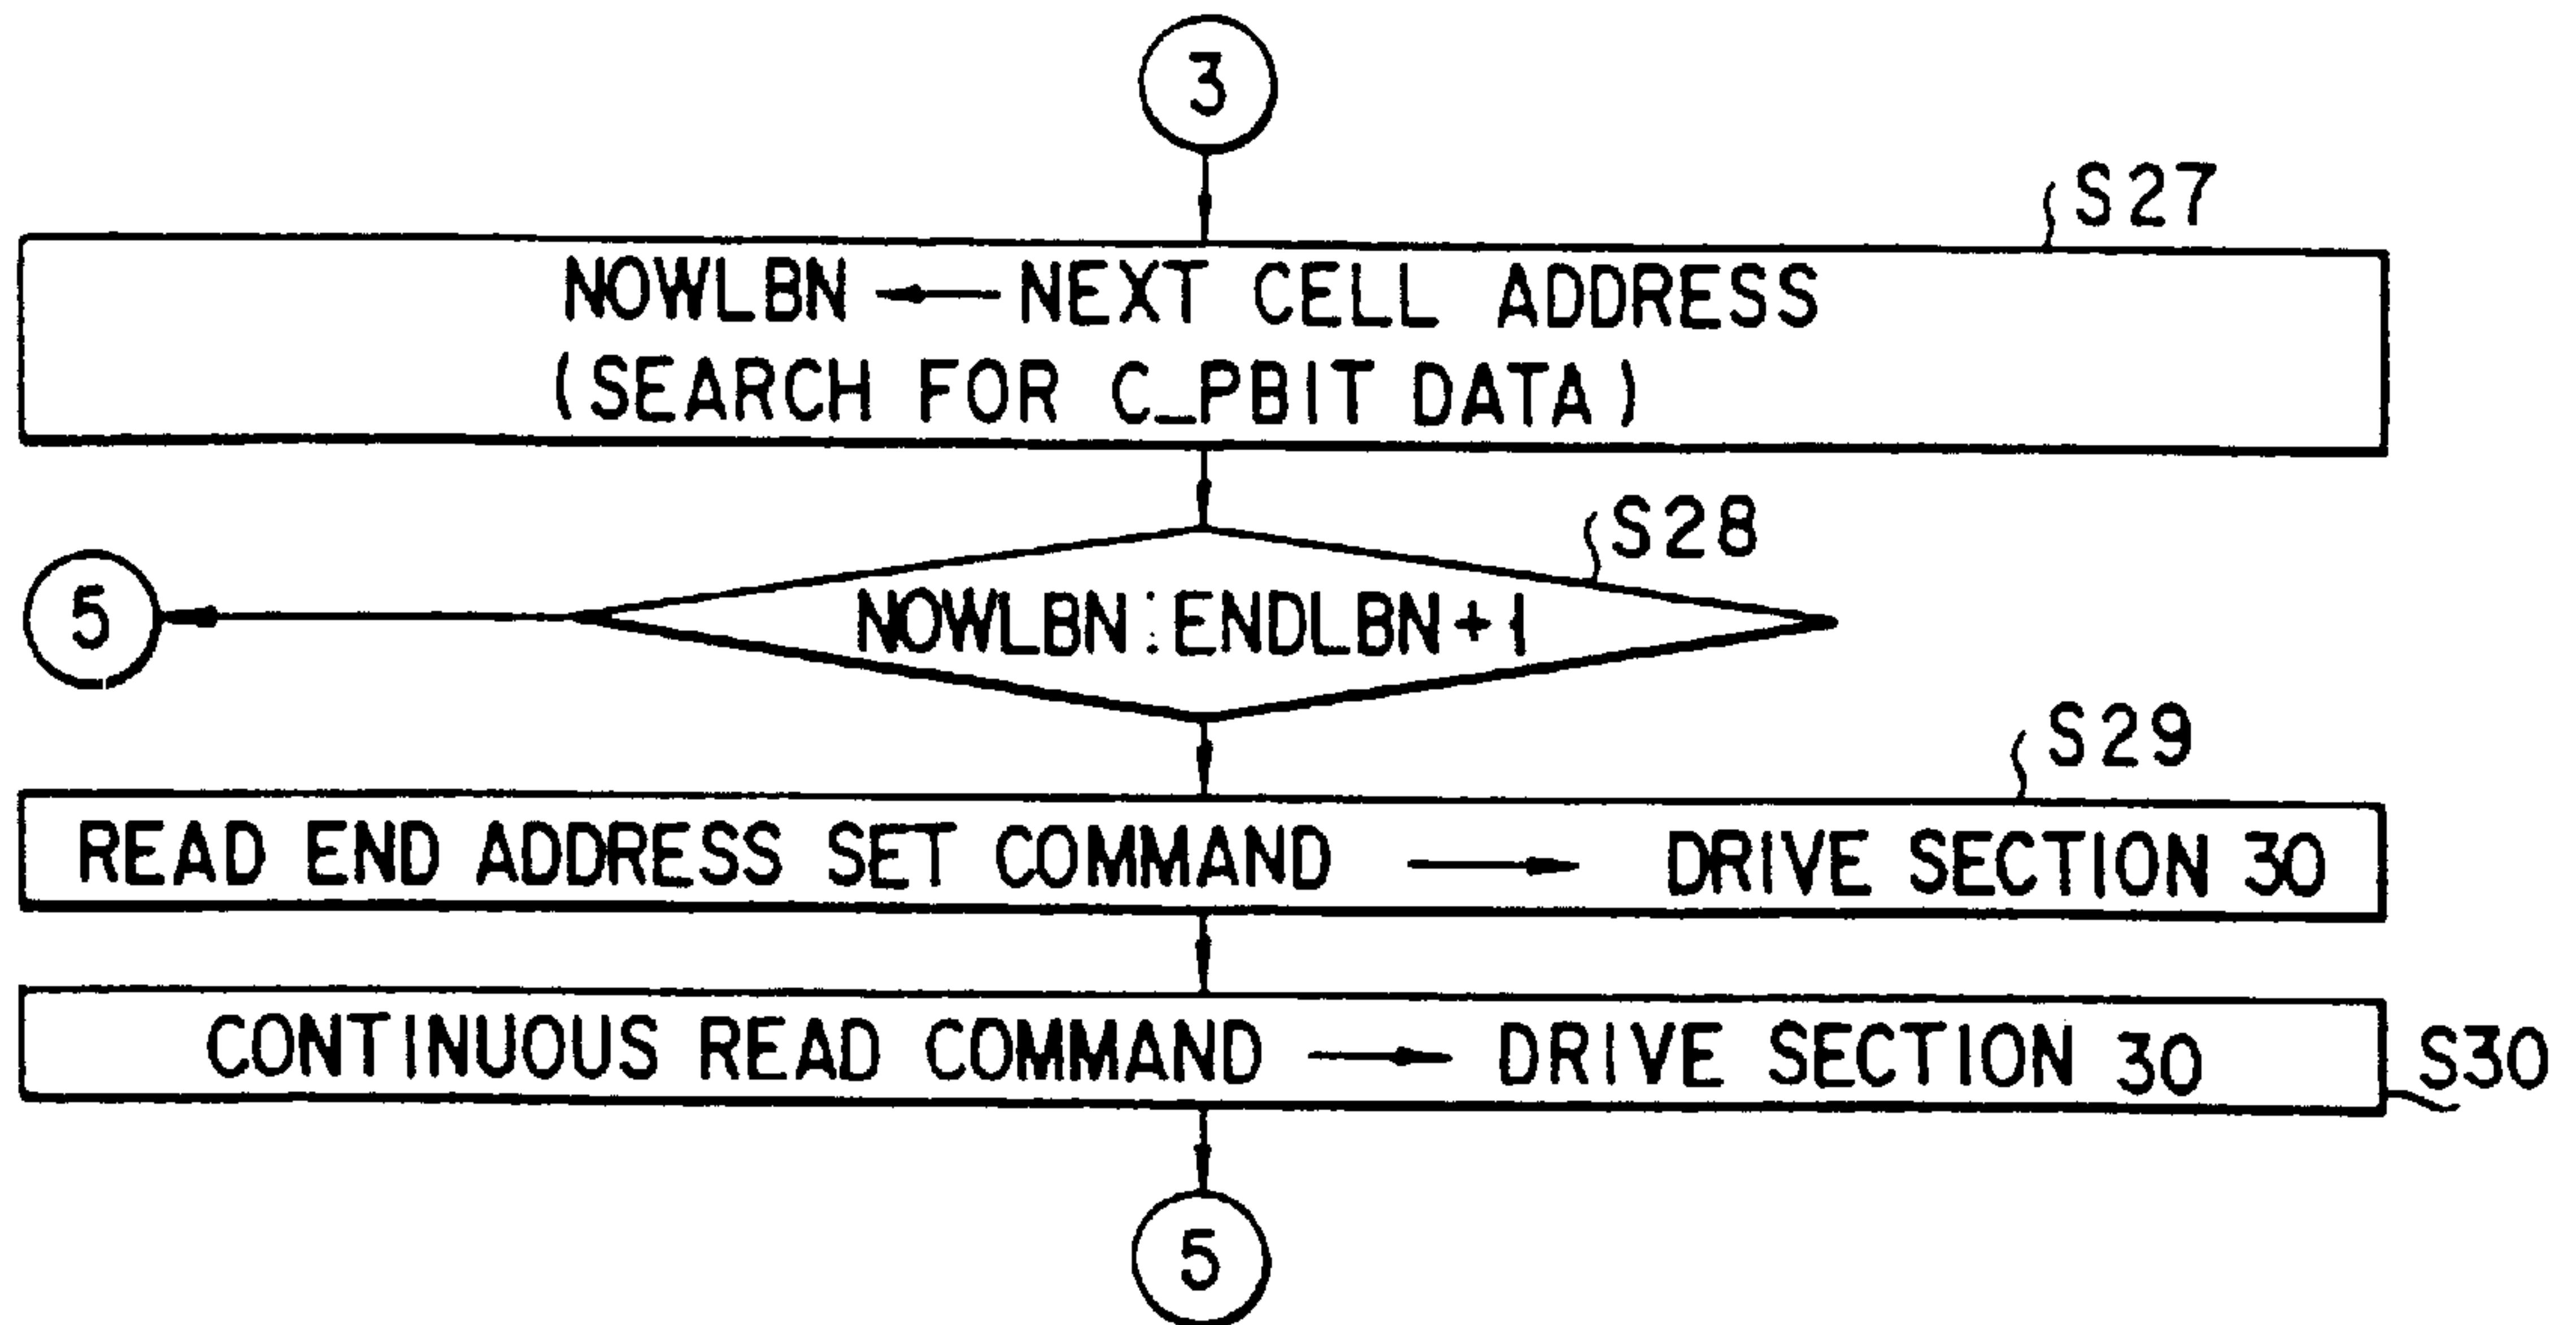 3
S27
NOWLBN ← NEXT CELL ADDRESS
(SEARCH FOR C_PBIT DATA)
S28
5
NOWLBN:ENDLBN+1
S29
READ END ADDRESS SET COMMAND → DRIVE SECTION 30
CONTINUOUS READ COMMAND → DRIVE SECTION 30
S30
5